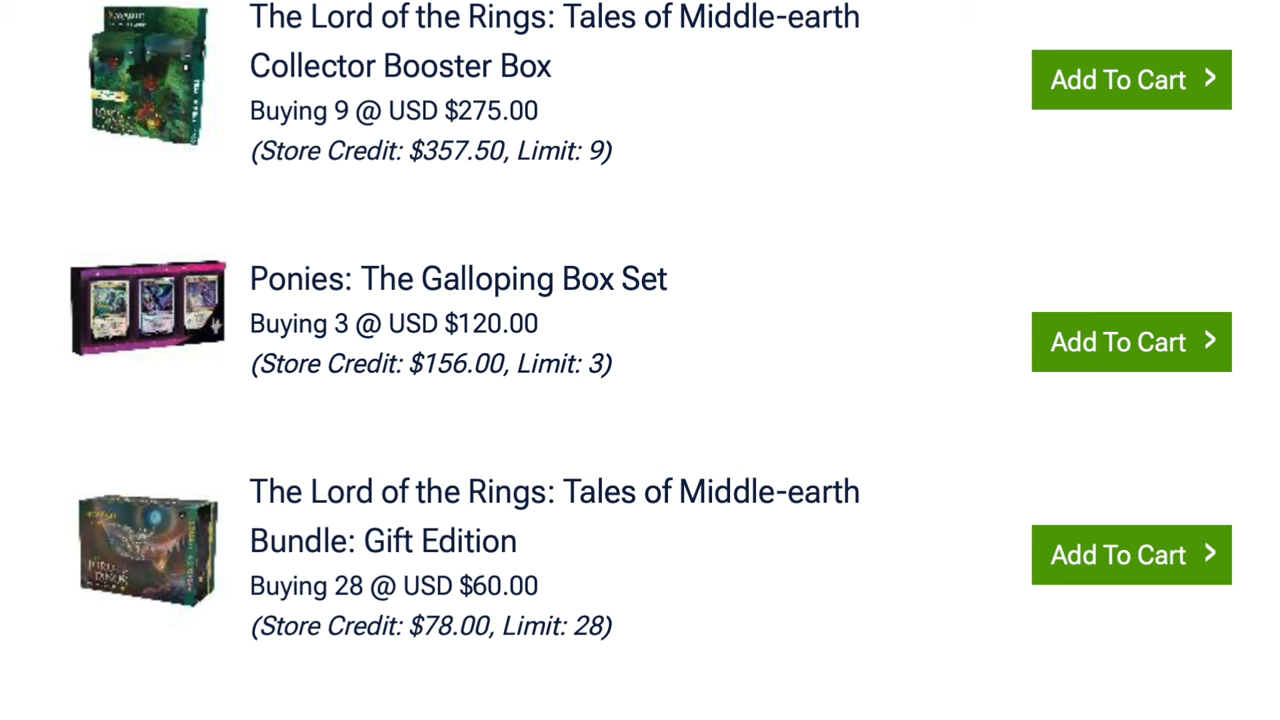 The Lord of the Rings: Tales of Middle-earth
Collector Booster Box
Buying 9 @ USD $275.00
(Store Credit: $357.50, Limit: 9)
Add To Cart
Ponies: The Galloping Box Set
Buying 3 @ USD $120.00
(Store Credit: $156.00, Limit: 3)
Add To Cart
The Lord of the Rings: Tales of Middle-earth
Bundle: Gift Edition
Buying 28 @ USD $60.00
(Store Credit: $78.00, Limit: 28)
Add To Cart